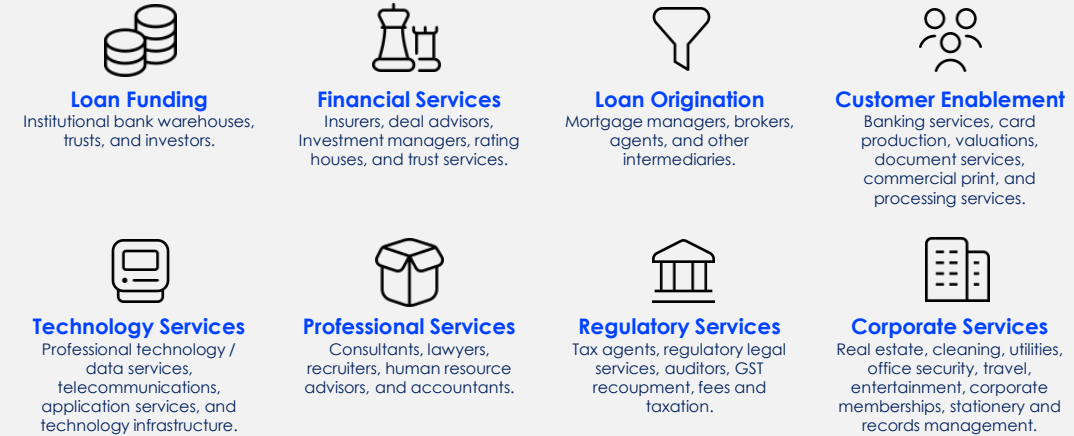 Loan Funding
Institutional bank warehouses,
trusts, and investors.
Financial Services
Insurers, deal advisors,
Investment managers, rating
houses, and trust services.
Loan Origination
Mortgage managers, brokers,
agents, and other
intermediaries.
Customer Enablement
Banking services, card
production, valuations,
document services,
commercial print, and
processing services.
Technology Services
Professional technology /
data services,
telecommunications,
application services, and
technology infrastructure.
Professional Services
Consultants, lawyers,
recruiters, human resource
advisors, and accountants.
Regulatory Services
Tax agents, regulatory legal
services, auditors, GST
recoupment, fees and
taxation.
Corporate Services
Real estate, cleaning, utilities,
office security, travel,
entertainment, corporate
memberships, stationery and
records management.